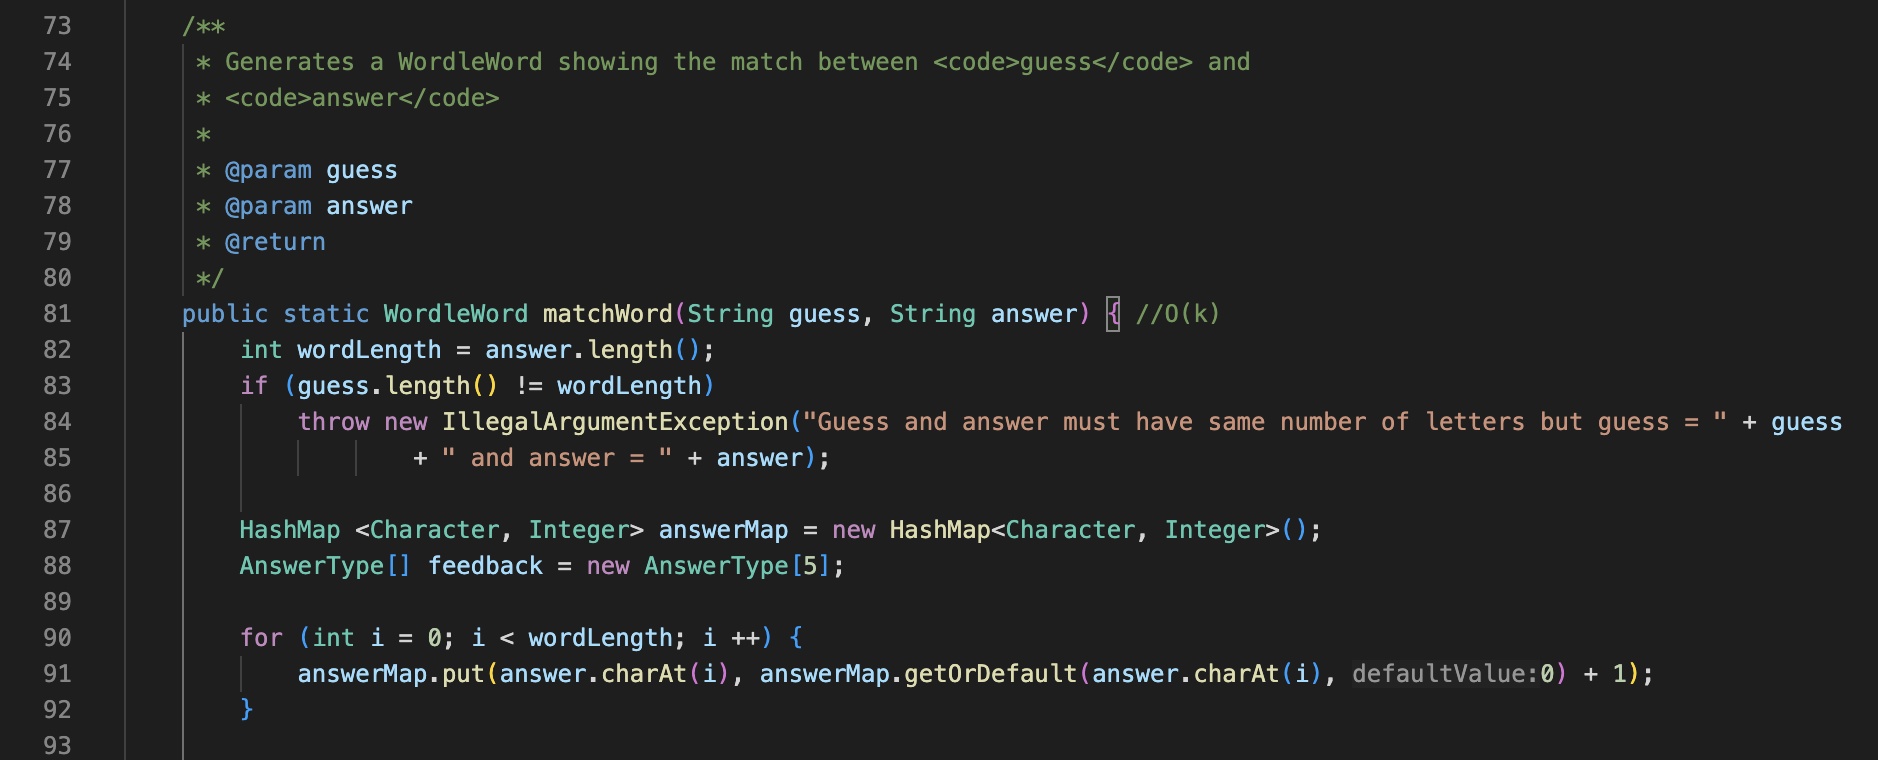 73 /**
74 * Generates a WordleWord showing the match between <code>guess</code> and
75 * <code>answer</code>
76 *
77 * @param guess
78 * @param answer
79 * @return
80 */
81 public static WordleWord matchWord(String guess, String answer) { //O(k)
82 int wordLength = answer.length();
83 if (guess.length() != wordLength)
84 throw new IllegalArgumentException("Guess and answer must have same number of letters but guess = " + guess
85 + " and answer = " + answer);
86
87 HashMap <Character, Integer> answerMap = new HashMap<Character, Integer>();
88 AnswerType[] feedback = new AnswerType[5];
89
90 for (int i = 0; i < wordLength; i ++) {
91 answerMap.put(answer.charAt(i), answerMap.getOrDefault(answer.charAt(i), defaultValue:0) + 1);
92 }
93